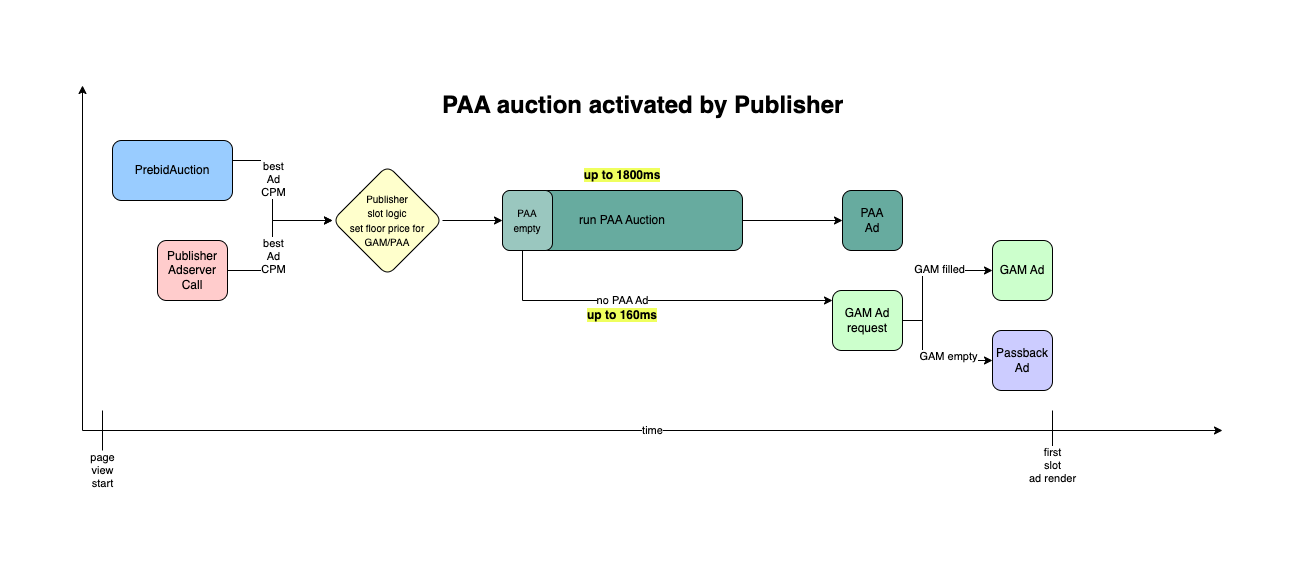 PAA auction activated by Publisher
PrebidAuction
best
Ad
CPM
Publisher
Adserver
Call
best
Ad
CPM
Publisher
slot logic
set floor price for
GAM/PAA
up to 1800ms
PAA
empty
run PAA Auction
PAA
Ad
no PAA Ad
up to 160ms
GAM Ad
request
GAM filled
GAM Ad
GAM empty
Passback
Ad
time
page
view
start
first
slot
ad render